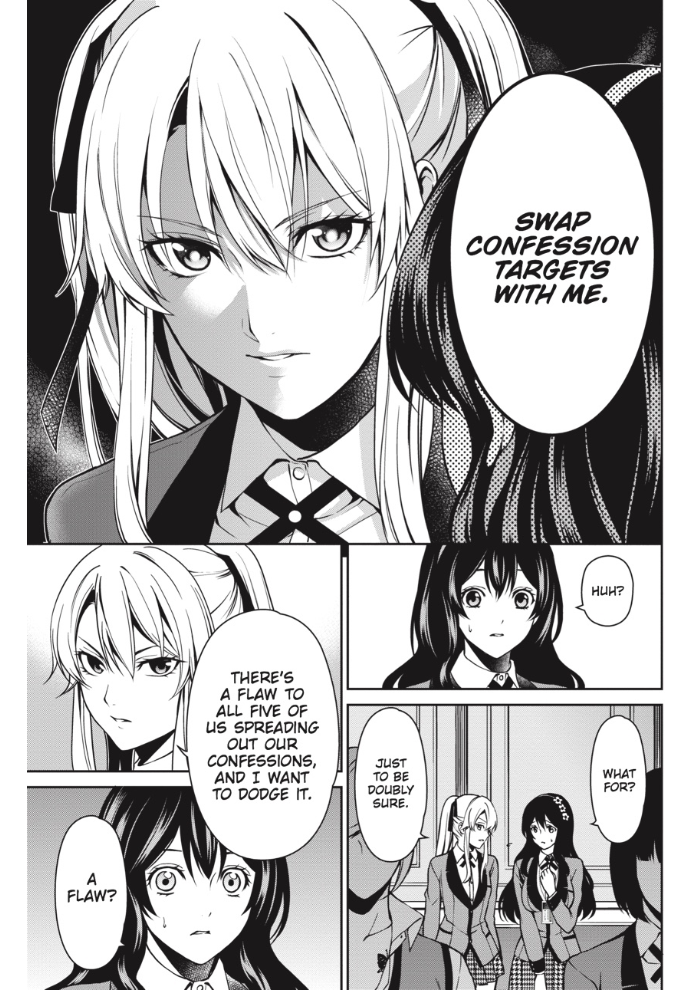 SWAP
CONFESSION
TARGETS
WITH ME.
HUH?
WHAT
FOR?
JUST
TO BE
DOUBLY
SURE.
THERE'S
A FLAW TO
ALL FIVE OF
US SPREADING
OUT OUR
CONFESSIONS,
AND I WANT
TO DODGE IT.
A
FLAW?